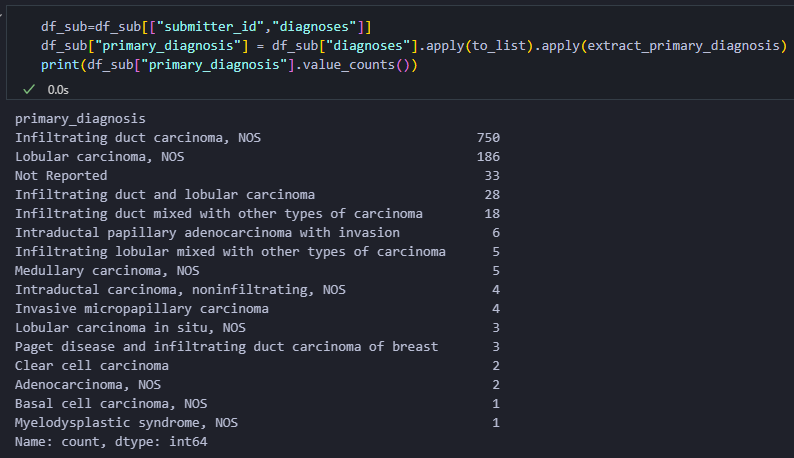 df_sub=df_sub[["submitter_id","diagnoses"]]
df_sub["primary_diagnosis"] = df_sub["diagnoses"].apply(to_list).apply(extract_primary_diagnosis)
print(df_sub["primary_diagnosis"].value_counts())
0.0s
primary_diagnosis
Infiltrating duct carcinoma, NOS 750
Lobular carcinoma, NOS 186
Not Reported 33
Infiltrating duct and lobular carcinoma 28
Infiltrating duct mixed with other types of carcinoma 18
Intraductal papillary adenocarcinoma with invasion 6
Infiltrating lobular mixed with other types of carcinoma 5
Medullary carcinoma, NOS 5
Intraductal carcinoma, noninfiltrating, NOS 4
Invasive micropapillary carcinoma 4
Lobular carcinoma in situ, NOS 3
Paget disease and infiltrating duct carcinoma of breast 3
Clear cell carcinoma 2
Adenocarcinoma, NOS 2
Basal cell carcinoma, NOS 1
Myelodysplastic syndrome, NOS 1
Name: count, dtype: int64